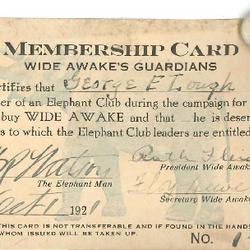 MEMBERSHIP CARD
WIDE AWAKE'S GUARDIANS
ertifies that George E Lough
er of an Elephant Club during the campaign for
buy WIDE AWAKE and that he is deser
s to which the Elephant Club leaders are entitled.
The Elephant Man
President Wide Awake
Oct 1 1921
Secretary Wide Awake
THIS CARD IS NOT TRANSFERABLE AND IF FOUND IN THE HANDS
WHOM ISSUED WILL BE TAKEN UP.
No.